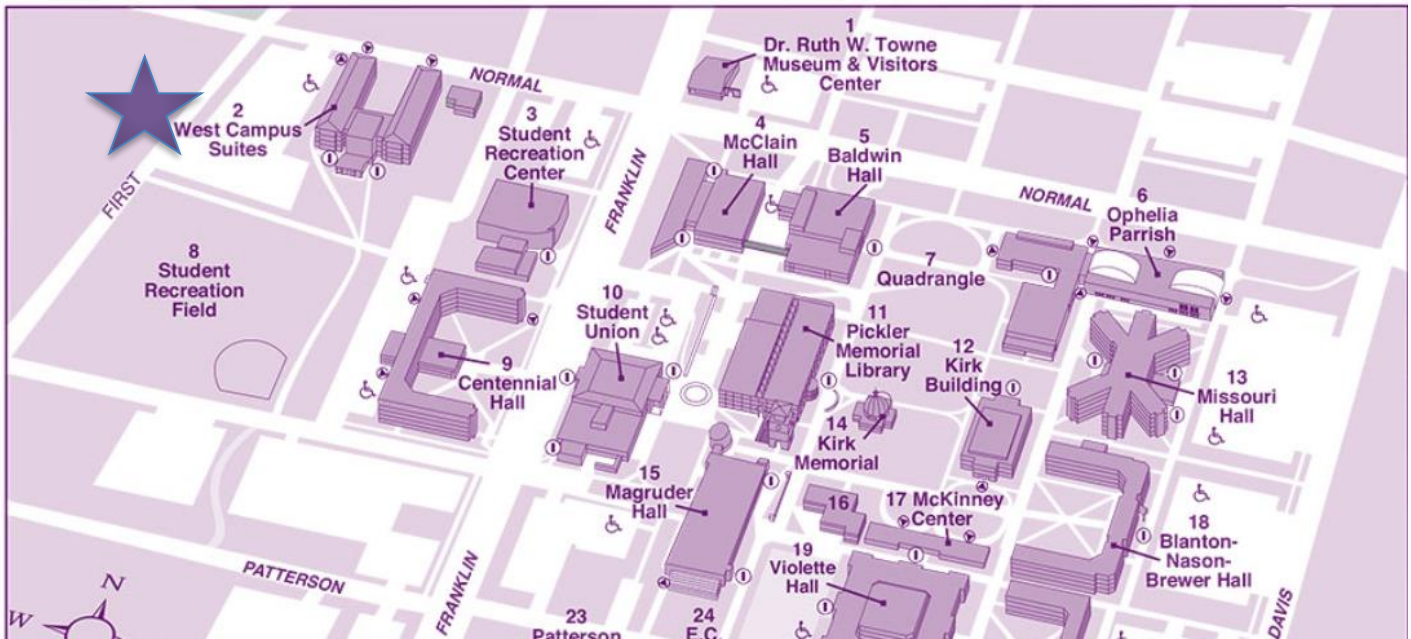 1
Dr. Ruth W. Towne
Museum & Visitors
Center
NORMAL
2
West Campus
Suites
3
Student
Recreation
Center
FRANKLIN
4
McClain
Hall
5
Baldwin
Hall
NORMAL
6
Ophelia
Parrish
FIRST
7
Quadrangle
8
Student
Recreation
Field
9
Centennial
Hall
10
Student
Union
11
Pickler
Memorial
Library
12
Kirk
Building
13
Missouri
Hall
14
Kirk
Memorial
15
Magruder
Hall
16
17 McKinney
Center
18
Blanton-
Nason-
Brewer Hall
19
Violette
Hall
PATTERSON
FRANKLIN
DAVIS
N
W
23
Patterson
24
E.C.